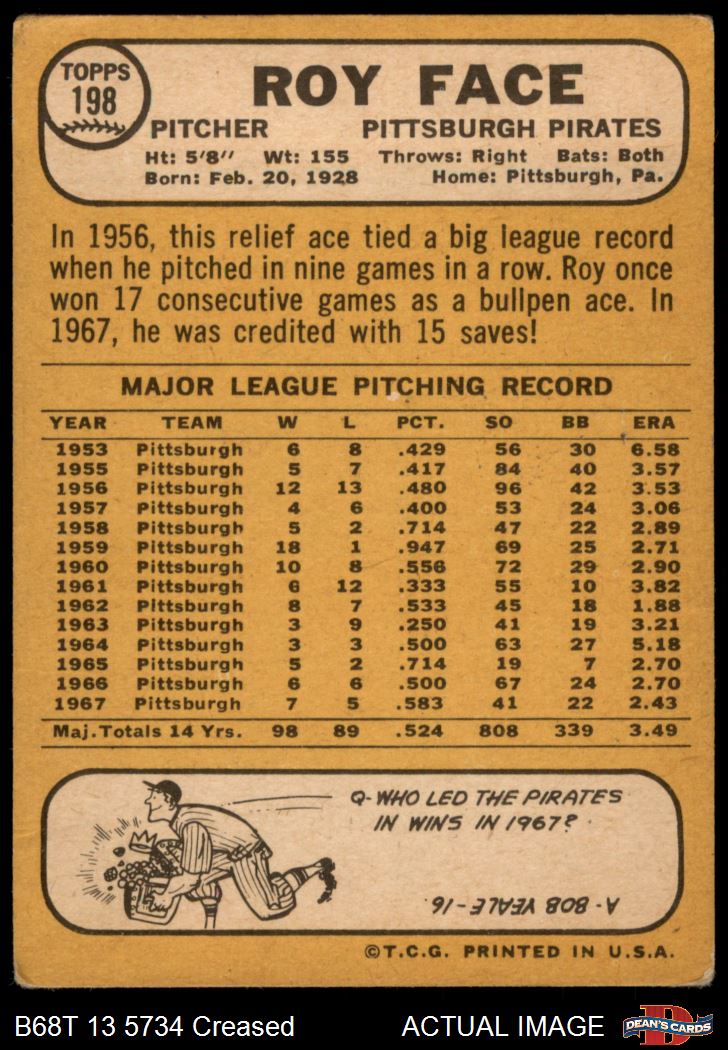 TOPPS
198
ROY FACE
PITCHER PITTSBURGH PIRATES
Ht: 5'8'' Wt: 155 Throws: Right Bats: Both
Born: Feb. 20, 1928 Home: Pittsburgh, Pa.
In 1956, this relief ace tied a big league record
when he pitched in nine games in a row. Roy once
won 17 consecutive games as a bullpen ace. In
1967, he was credited with 15 saves!
MAJOR LEAGUE PITCHING RECORD
YEAR TEAM W L PCT. SO BB ERA
1953 Pittsburgh 6 8 .429 56 30 6.58
1955 Pittsburgh 5 7 .417 84 40 3.57
1956 Pittsburgh 12 13 .480 96 42 3.53
1957 Pittsburgh 4 6 .400 53 24 3.06
1958 Pittsburgh 5 2 .714 47 22 2.89
1959 Pittsburgh 18 1 .947 69 25 2.71
1960 Pittsburgh 10 8 .556 72 29 2.90
1961 Pittsburgh 6 12 .333 55 10 3.82
1962 Pittsburgh 8 7 .533 45 18 1.88
1963 Pittsburgh 3 9 .250 41 19 3.21
1964 Pittsburgh 3 3 .500 63 27 5.18
1965 Pittsburgh 5 2 .714 19 7 2.70
1966 Pittsburgh 6 6 .500 67 24 2.70
1967 Pittsburgh 7 5 .583 41 22 2.43
Maj.Totals 14 Yrs. 98 89 .524 808 339 3.49
Q-WHO LED THE PIRATES
IN WINS IN 1967?
A-BOB VEALE-16
©T.C.G. PRINTED IN U.S.A.
B68T 13 5734 Creased ACTUAL IMAGE
D
DEAN'S CARDS